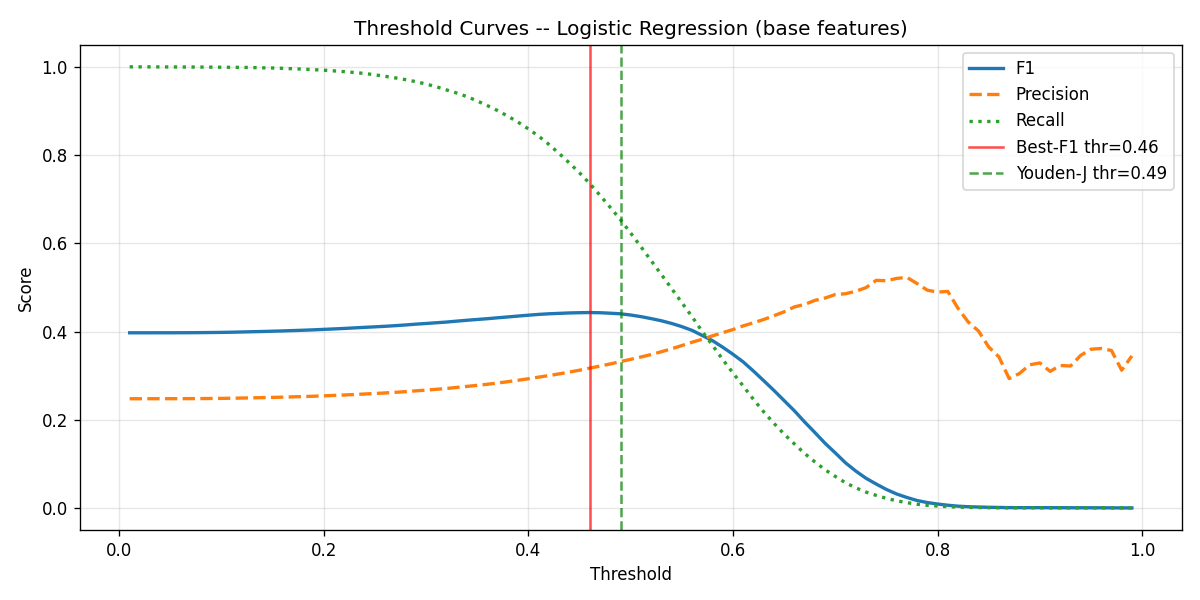 Threshold Curves -- Logistic Regression (base features)
1.0
0.8
0.6
0.4
0.2
0.0
Score
F1
Precision
Recall
Best-F1 thr=0.46
Youden-J thr=0.49
0.0 0.2 0.4 0.6 0.8 1.0
Threshold